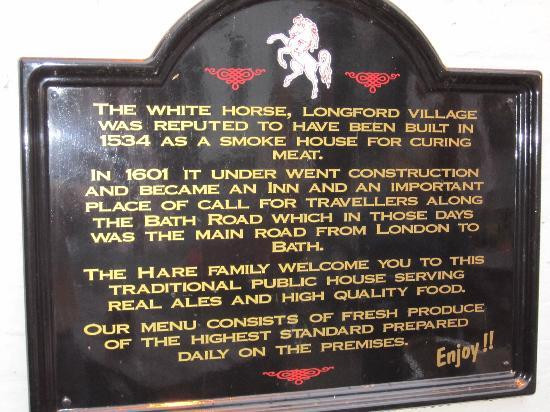 THE WHITE HORSE, LONGFORD VILLAGE
WAS REPUTED TO HAVE BEEN BUILT IN
1534 AS A SMOKE HOUSE FOR CURING
MEAT.
IN 1601 IT UNDER WENT CONSTRUCTION
AND BECAME AN INN AND AN IMPORTANT
PLACE OF CALL FOR TRAVELLERS ALONG
THE BATH ROAD WHICH IN THOSE DAYS
WAS THE MAIN ROAD FROM LONDON TO
BATH.
THE HARE FAMILY WELCOME YOU TO THIS
TRADITIONAL PUBLIC HOUSE SERVING
REAL ALES AND HIGH QUALITY FOOD.
OUR MENU CONSISTS OF FRESH PRODUCE
OF THE HIGHEST STANDARD PREPARED
DAILY ON THE PREMISES.
Enjoy!!